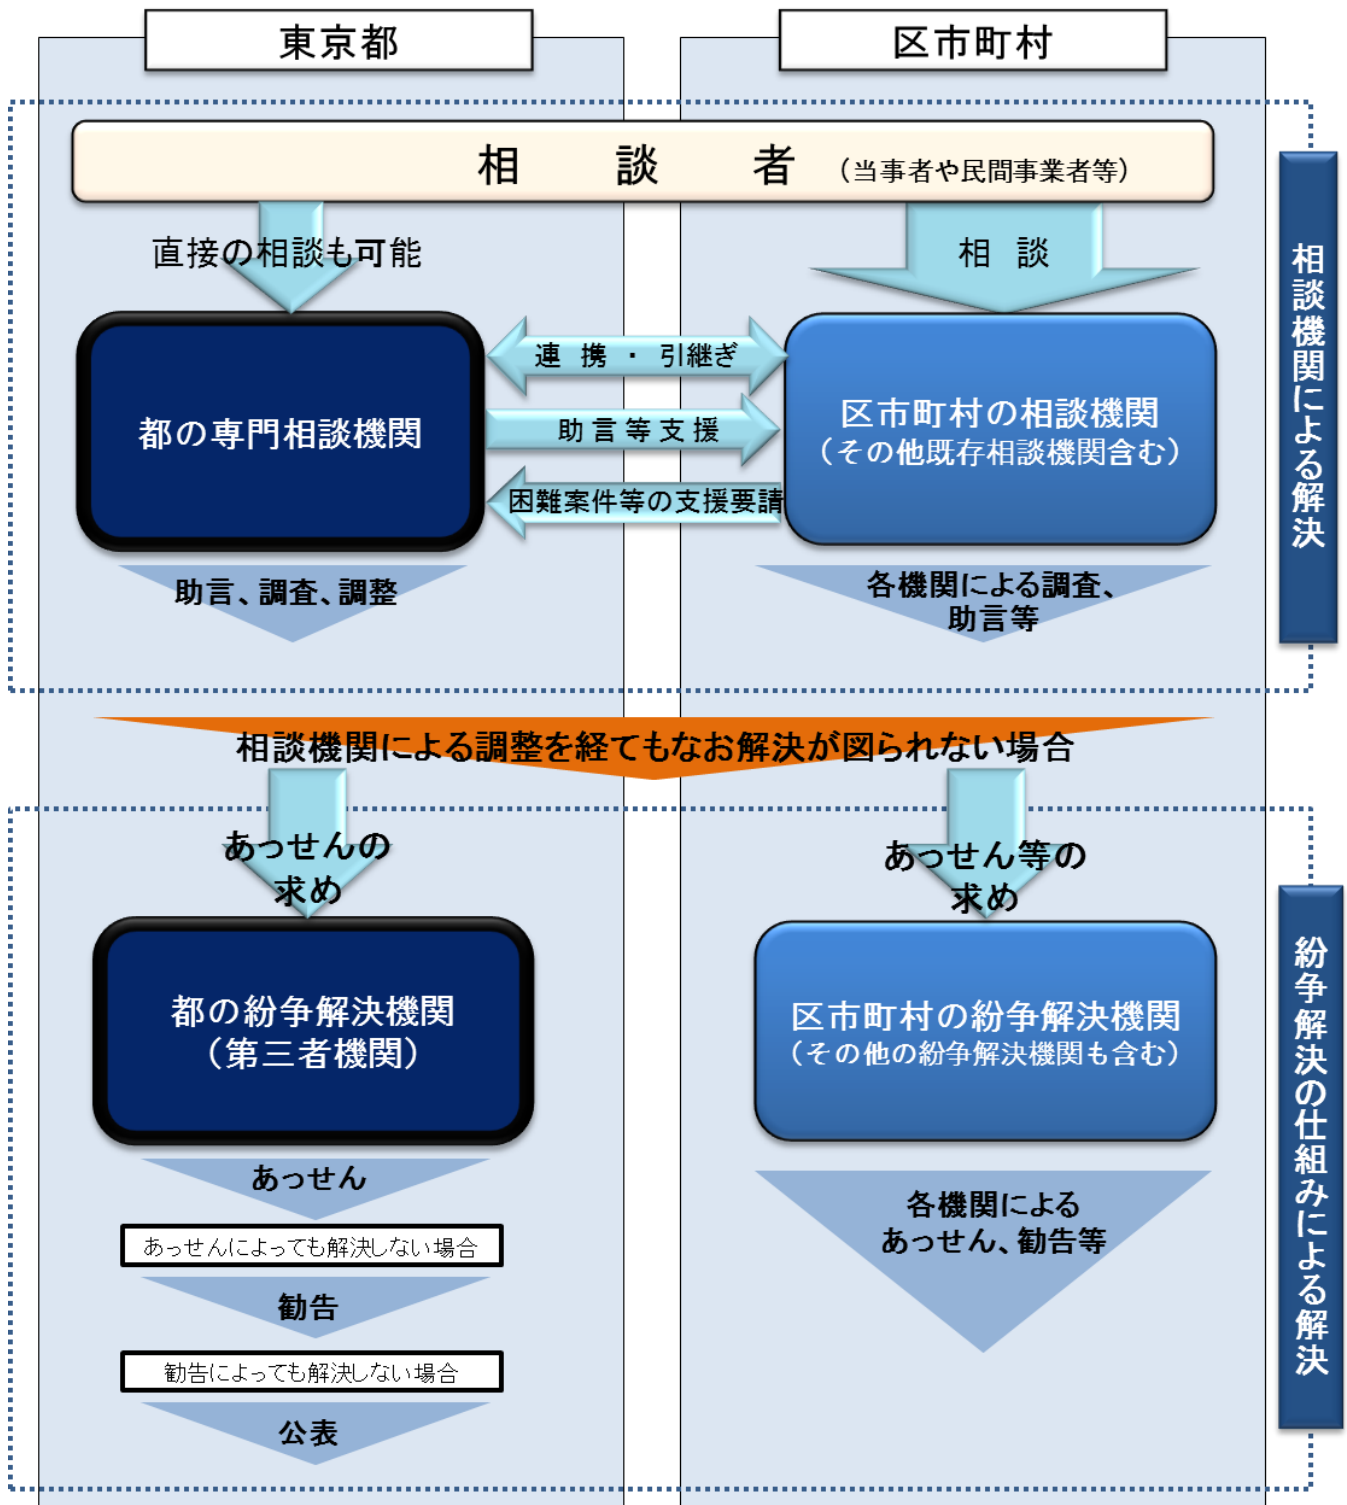 東京都
区市町村
相談者（当事者や民間事業者等）
直接の相談も可能
相談
連携・引継ぎ
助言等支援
困難案件等の支援要請
都の専門相談機関
区市町村の相談機関
（その他既存相談機関含む）
助言、調査、調整
各機関による調査、
助言等
相談機関による解決
相談機関による調整を経てもなお解決が図られない場合
あっせんの
求め
あっせん等の
求め
都の紛争解決機関
（第三者機関）
区市町村の紛争解決機関
（その他の紛争解決機関も含む）
あっせん
あっせんによっても解決しない場合
勧告
勧告によっても解決しない場合
公表
各機関による
あっせん、勧告等
紛争解決の仕組みによる解決